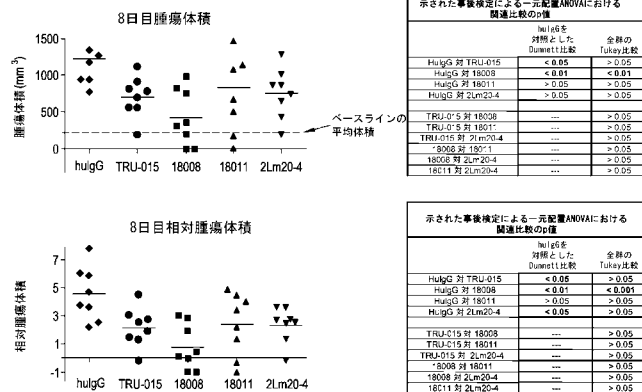 8日目腫瘍体積
腫瘍体積(mm³)
1500
1000
500
0
huIgG TRU-015 18008 18011 2Lm20-4
ベースラインの
平均体積
示された事後検定による一元配置ANOVAにおける
関連比較のp値
huIgGを
対照とした
Dunnett比較
全群の
Tukey比較
HuIgG 対 TRU-015 < 0.05 > 0.05
HuIgG 対 18008 < 0.01 < 0.01
HuIgG 対 18011 > 0.05 > 0.05
HuIgG 対 2Lm20-4 > 0.05 > 0.05
TRU-015 対 18008 --- > 0.05
TRU-015 対 18011 --- > 0.05
TRU-015 対 2Lm20-4 --- > 0.05
18008 対 18011 --- > 0.05
18008 対 2Lm20-4 --- > 0.05
18011 対 2Lm20-4 --- > 0.05
8日目相対腫瘍体積
相対腫瘍体積
7
5
3
1
-1
huIgG TRU-015 18008 18011 2Lm20-4
示された事後検定による一元配置ANOVAにおける
関連比較のp値
huIgGを
対照とした
Dunnett比較
全群の
Tukey比較
HuIgG 対 TRU-015 < 0.05 > 0.05
HuIgG 対 18008 < 0.01 < 0.001
HuIgG 対 18011 > 0.05 > 0.05
HuIgG 対 2Lm20-4 < 0.05 > 0.05
TRU-015 対 18008 --- > 0.05
TRU-015 対 18011 --- > 0.05
TRU-015 対 2Lm20-4 --- > 0.05
18008 対 18011 --- > 0.05
18008 対 2Lm20-4 --- > 0.05
18011 対 2Lm20-4 --- > 0.05